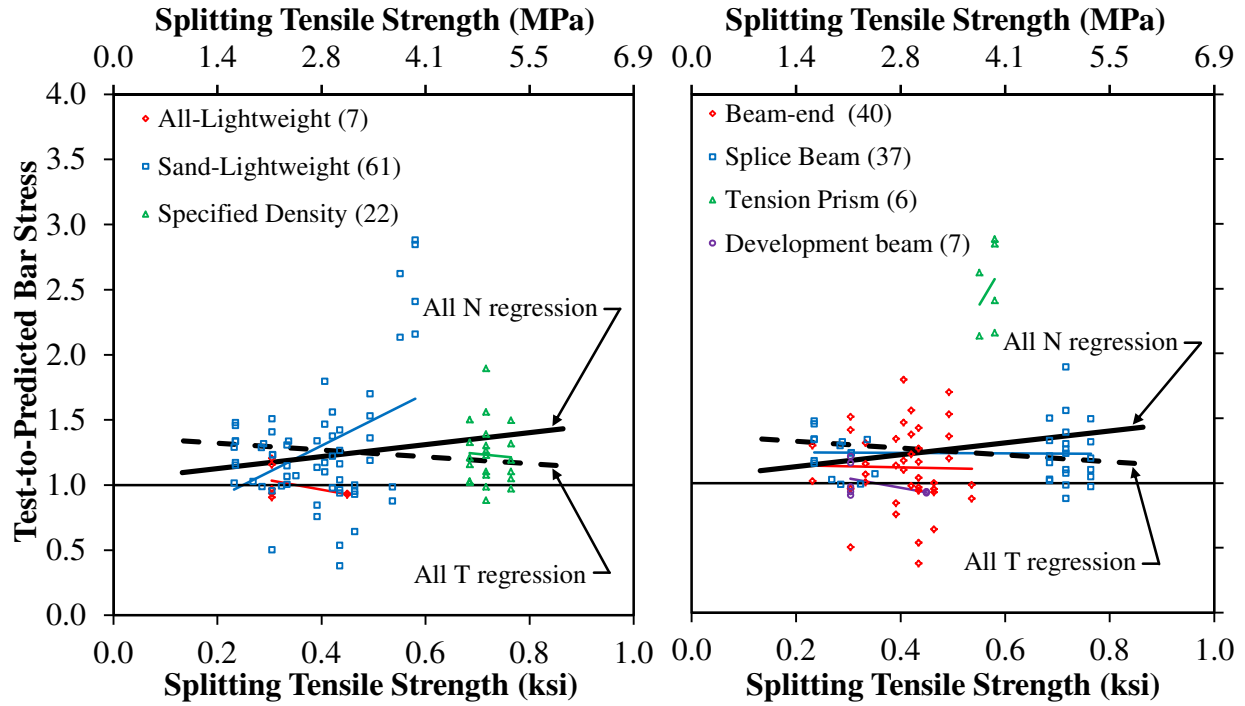 Splitting Tensile Strength (MPa)
0.0 1.4 2.8 4.1 5.5 6.9
4.0
3.5
3.0
2.5
2.0
1.5
1.0
0.5
0.0
Test-to-Predicted Bar Stress
All-Lightweight (7)
Sand-Lightweight (61)
Specified Density (22)
All N regression
All T regression
0.0 0.2 0.4 0.6 0.8 1.0
Splitting Tensile Strength (ksi)
Splitting Tensile Strength (MPa)
0.0 1.4 2.8 4.1 5.5 6.9
Beam-end (40)
Splice Beam (37)
Tension Prism (6)
Development beam (7)
All N regression
All T regression
0.0 0.2 0.4 0.6 0.8 1.0
Splitting Tensile Strength (ksi)